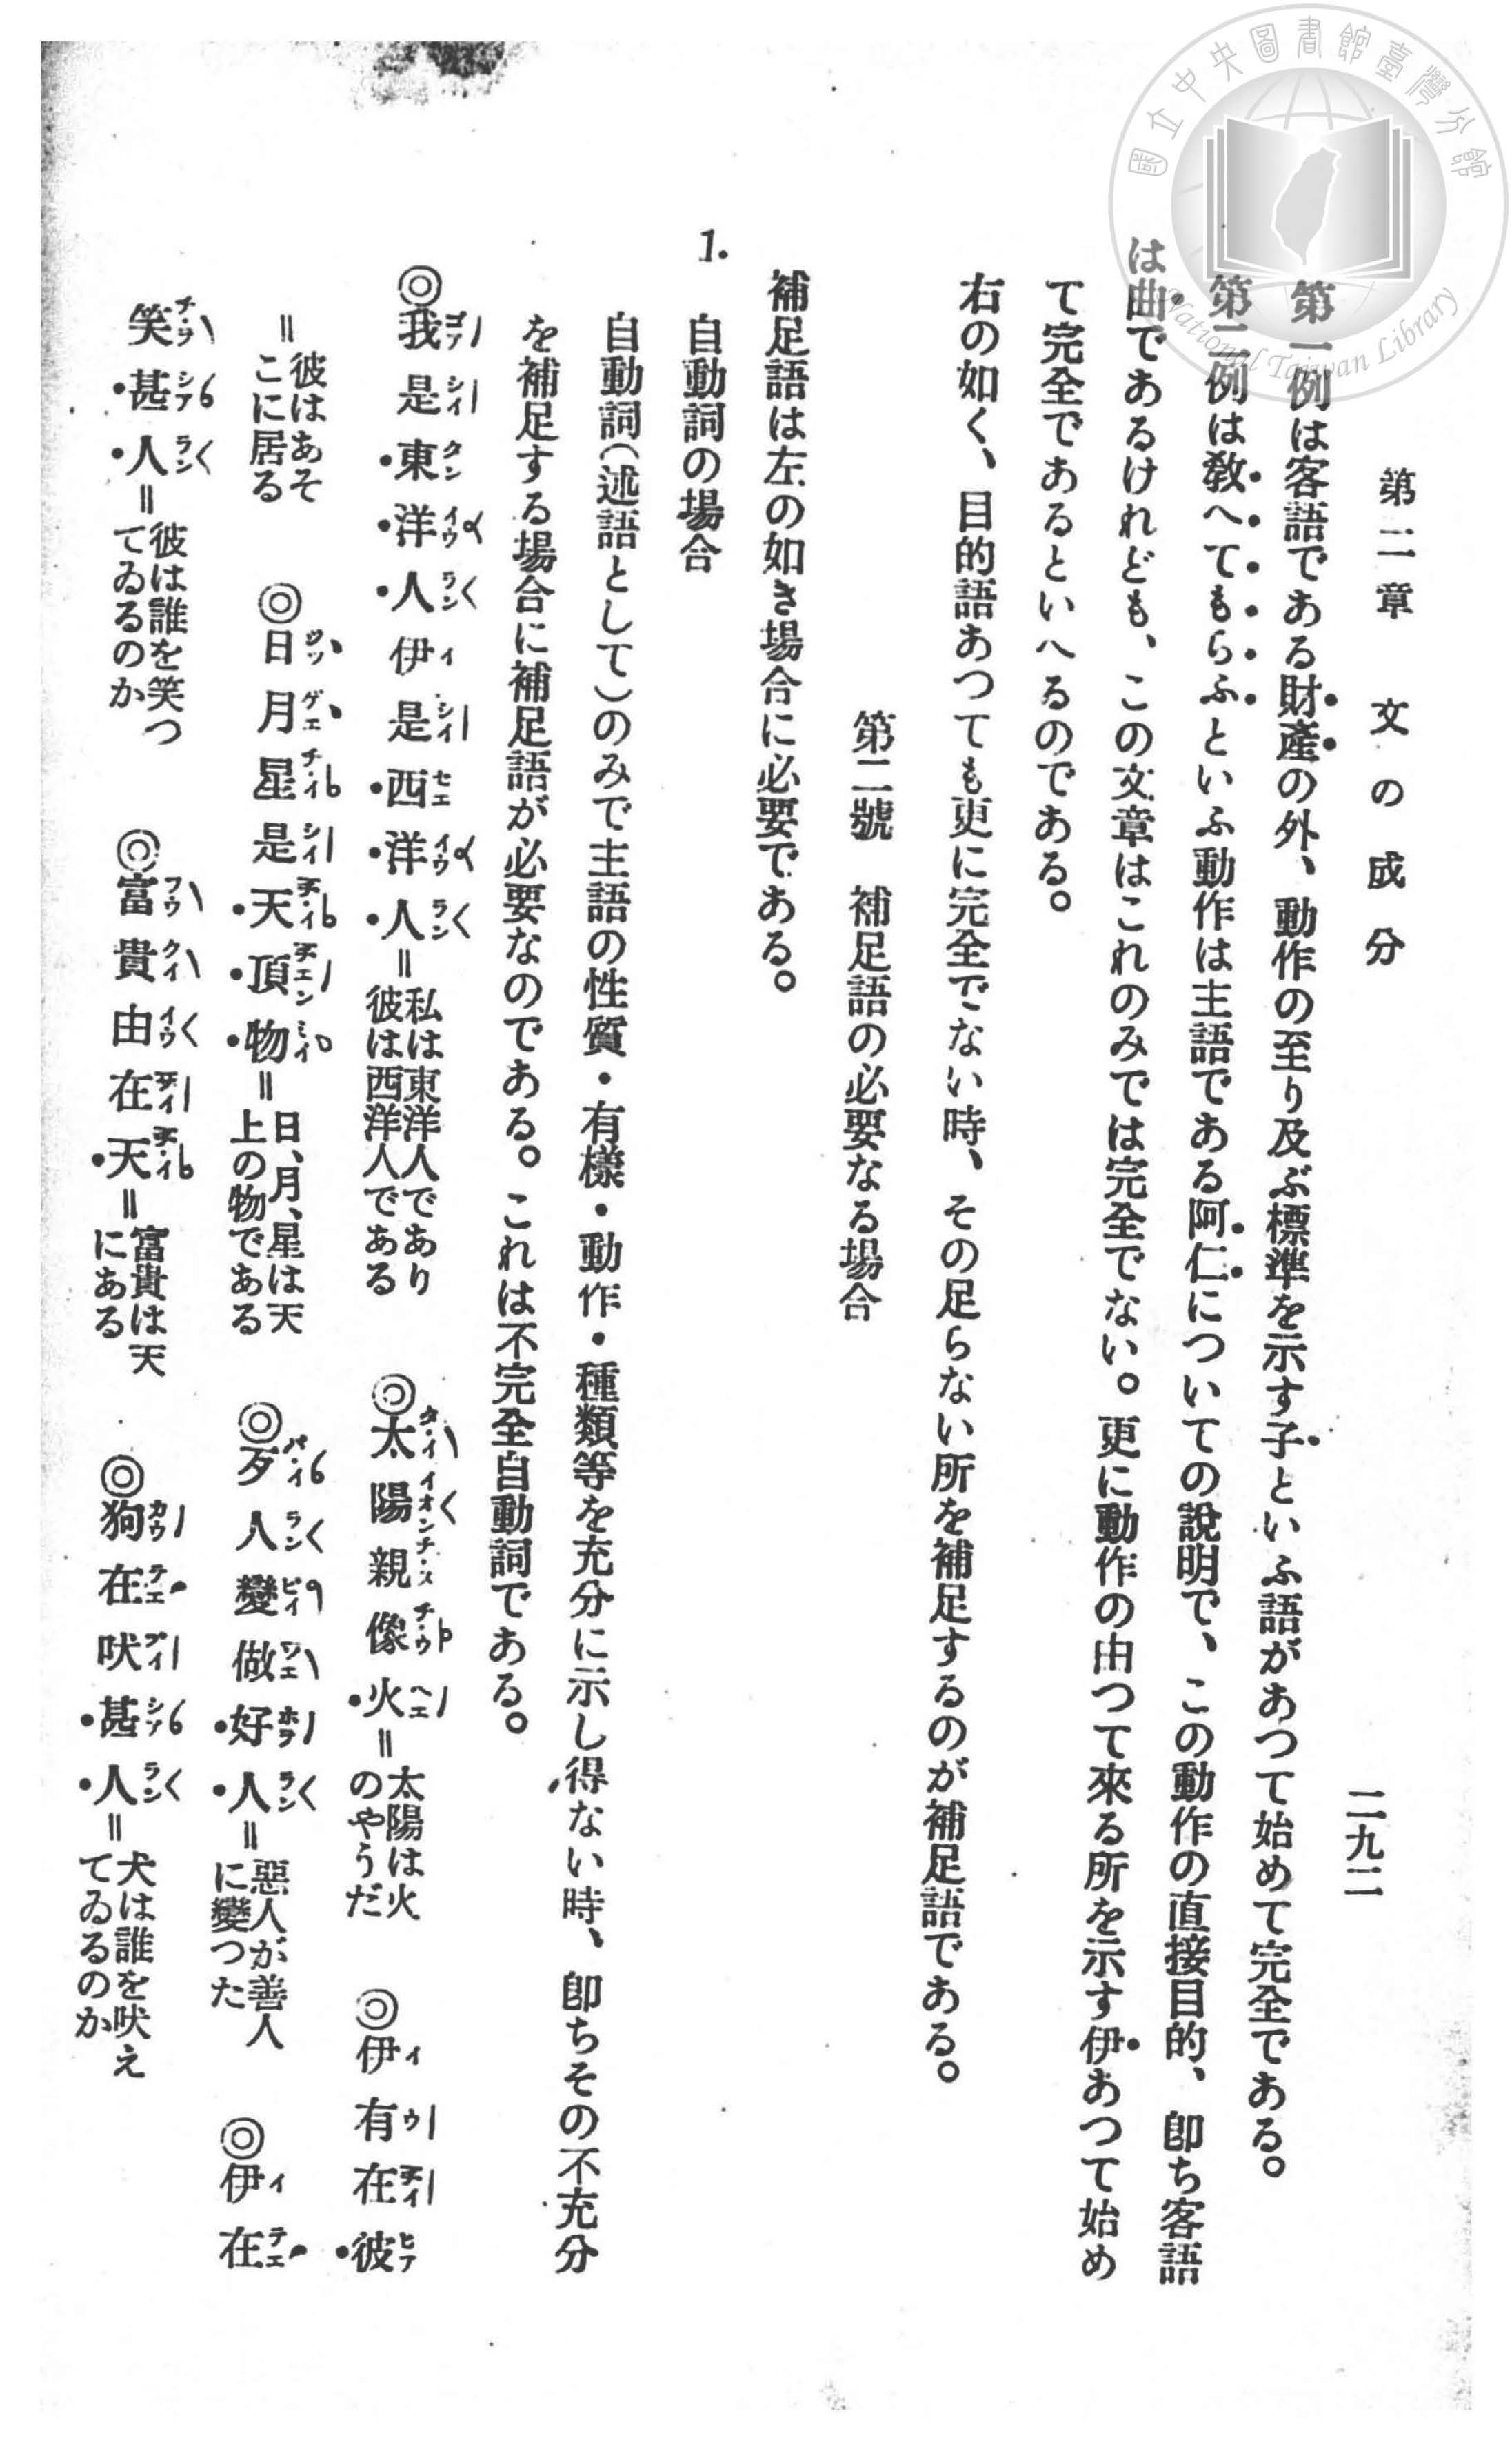 第二章 文の成分
二九二
第一例は客語である財產の外、動作の至り及ぶ標準を示す子といふ語があつて始めて完全である。
第二例は敎へてもらふといふ動作は主語である阿仁についての說明で、この動作の直接目的、卽ち客語
は曲であるけれども、この文章はこれのみでは完全でない。更に動作の由つて來る所を示す伊あつて始め
て完全であるといへるのである。
右の如く、目的語あつても更に完全でない時、その足らない所を補足するのが補足語である。
第二號 補足語の必要なる場合
補足語は左の如き場合に必要である。
1. 自動詞の場合
自動詞(述語として)のみで主語の性質・有樣・動作・種類等を充分に示し得ない時、卽ちその不充分
を補足する場合に補足語が必要なのである。これは不完全自動詞である。
◎我是東洋人伊是西洋人=私は東洋人であり彼は西洋人である ◎太陽親像火=太陽は火のやうだ ◎伊有在彼
=彼はあそこに居る ◎日月星是天頂物=日、月、星は天上の物である ◎歹人變做好人=惡人が善人に變つた ◎伊在
笑甚人=彼は誰を笑つてゐるのか ◎富貴由在天=富貴は天にある ◎狗在吠甚人=犬は誰を吠えてゐるのか
國立中央圖書館臺灣分館
National Taiwan Library